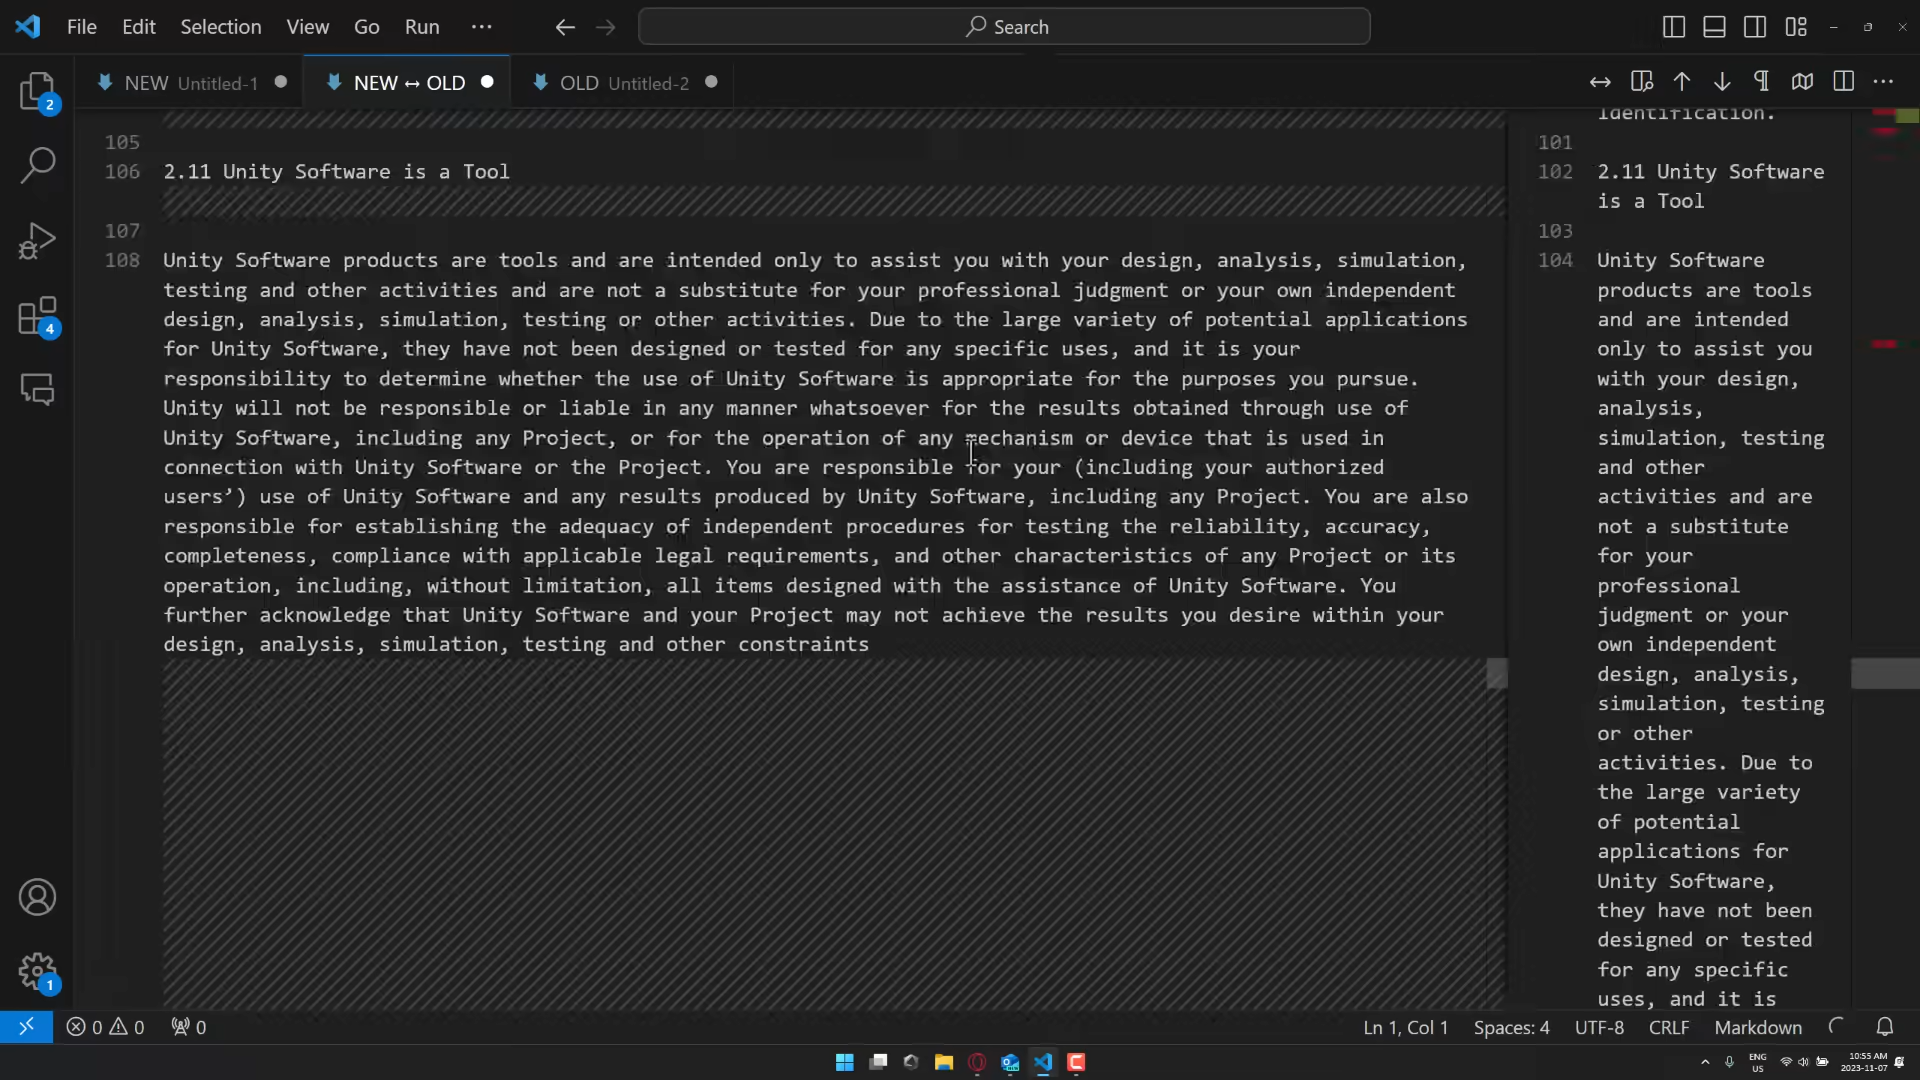 File Edit Selection View Go Run ··· Search
NEW Untitled-1 NEW ↔ OLD OLD Untitled-2
105
106 2.11 Unity Software is a Tool
107
108 Unity Software products are tools and are intended only to assist you with your design, analysis, simulation,
testing and other activities and are not a substitute for your professional judgment or your own independent
design, analysis, simulation, testing or other activities. Due to the large variety of potential applications
for Unity Software, they have not been designed or tested for any specific uses, and it is your
responsibility to determine whether the use of Unity Software is appropriate for the purposes you pursue.
Unity will not be responsible or liable in any manner whatsoever for the results obtained through use of
Unity Software, including any Project, or for the operation of any mechanism or device that is used in
connection with Unity Software or the Project. You are responsible for your (including your authorized
users’) use of Unity Software and any results produced by Unity Software, including any Project. You are also
responsible for establishing the adequacy of independent procedures for testing the reliability, accuracy,
completeness, compliance with applicable legal requirements, and other characteristics of any Project or its
operation, including, without limitation, all items designed with the assistance of Unity Software. You
further acknowledge that Unity Software and your Project may not achieve the results you desire within your
design, analysis, simulation, testing and other constraints
Identification.
101
102 2.11 Unity Software
is a Tool
103
104 Unity Software
products are tools
and are intended
only to assist you
with your design,
analysis,
simulation, testing
and other
activities and are
not a substitute
for your
professional
judgment or your
own independent
design, analysis,
simulation, testing
or other
activities. Due to
the large variety
of potential
applications for
Unity Software,
they have not been
designed or tested
for any specific
uses, and it is
2
4
1
0 0 0 Ln 1, Col 1 Spaces: 4 UTF-8 CRLF Markdown
ENG
US
10:55 AM
2023-11-07